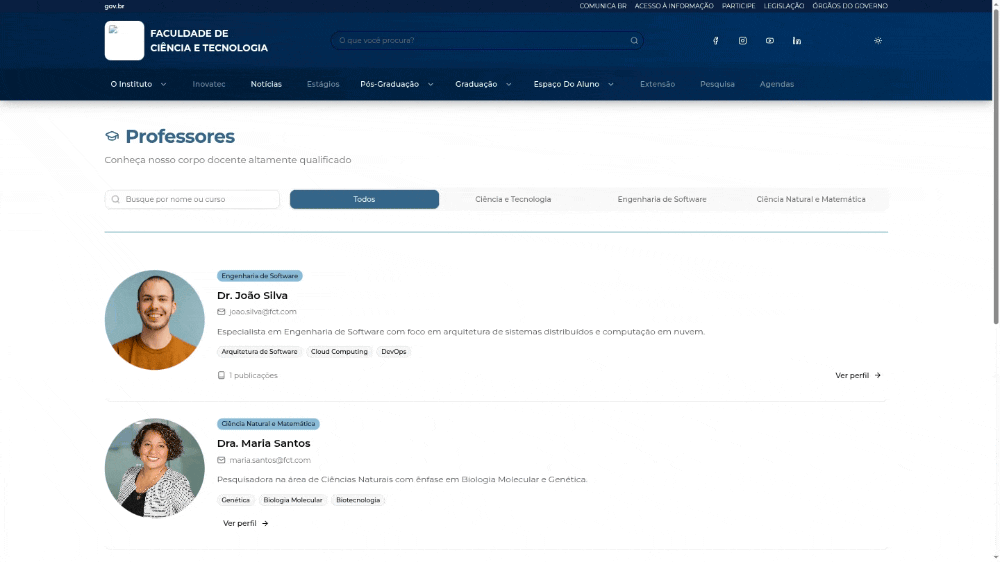 gov.br
COMUNICA BR ACESSO À INFORMAÇÃO PARTICIPE LEGISLAÇÃO ÓRGÃOS DO GOVERNO
FACULDADE DE
CIÊNCIA E TECNOLOGIA
O que você procura?
O Instituto Inovatec Notícias Estágios Pós-Graduação Graduação Espaço Do Aluno Extensão Pesquisa Agendas
Professores
Conheça nosso corpo docente altamente qualificado
Busque por nome ou curso
Todos Ciência e Tecnologia Engenharia de Software Ciência Natural e Matemática
Engenharia de Software
Dr. João Silva
joao.silva@fct.com
Especialista em Engenharia de Software com foco em arquitetura de sistemas distribuídos e computação em nuvem.
Arquitetura de Software Cloud Computing DevOps
1 publicações Ver perfil
Ciência Natural e Matemática
Dra. Maria Santos
maria.santos@fct.com
Pesquisadora na área de Ciências Naturais com ênfase em Biologia Molecular e Genética.
Genética Biologia Molecular Biotecnologia
Ver perfil